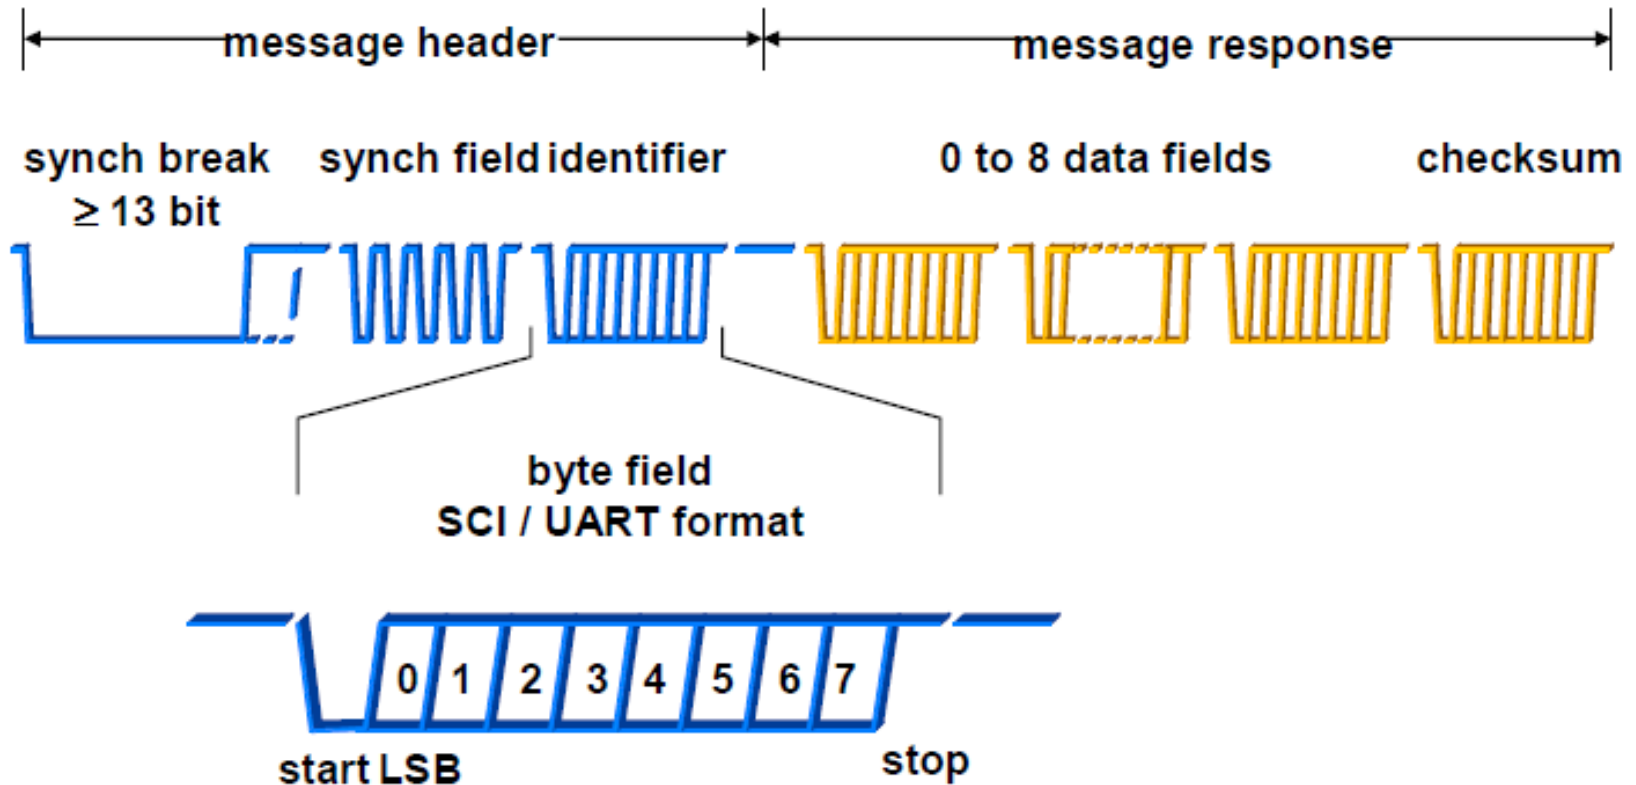 message header
message response
synch break
≥ 13 bit
synch field
identifier
0 to 8 data fields
checksum
byte field
SCI / UART format
0 1 2 3 4 5 6 7
start LSB
stop